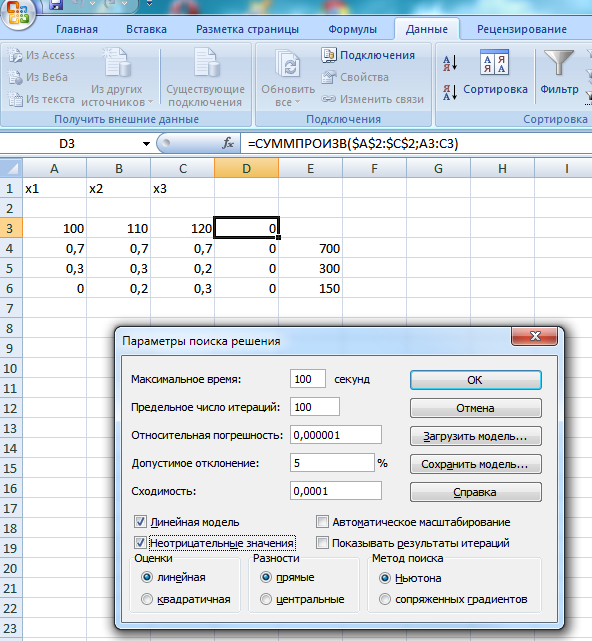 Главная Вставка Разметка страницы Формулы Данные Рецензирование
Из Access
Из Веба
Из текста
Из других источников
Существующие подключения
Получить внешние данные
Обновить все
Подключения
Свойства
Изменить связи
Подключения
Сортировка
Фильтр
Сортировка
D3 fx =СУММПРОИЗВ($A$2:$C$2;A3:C3)
A B C D E F G H I
1 x1 x2 x3
2
3 100 110 120 0
4 0,7 0,7 0,7 0 700
5 0,3 0,3 0,2 0 300
6 0 0,2 0,3 0 150
7
8
9
10
11
12
13
14
15
16
17
18
19
20
21
22
23
Параметры поиска решения
Максимальное время: 100 секунд ОК
Предельное число итераций: 100 Отмена
Относительная погрешность: 0,000001 Загрузить модель...
Допустимое отклонение: 5 % Сохранить модель...
Сходимость: 0,0001 Справка
Линейная модель Автоматическое масштабирование
Неотрицательные значения Показывать результаты итераций
Оценки Разности Метод поиска
линейная прямые Ньютона
квадратичная центральные сопряженных градиентов